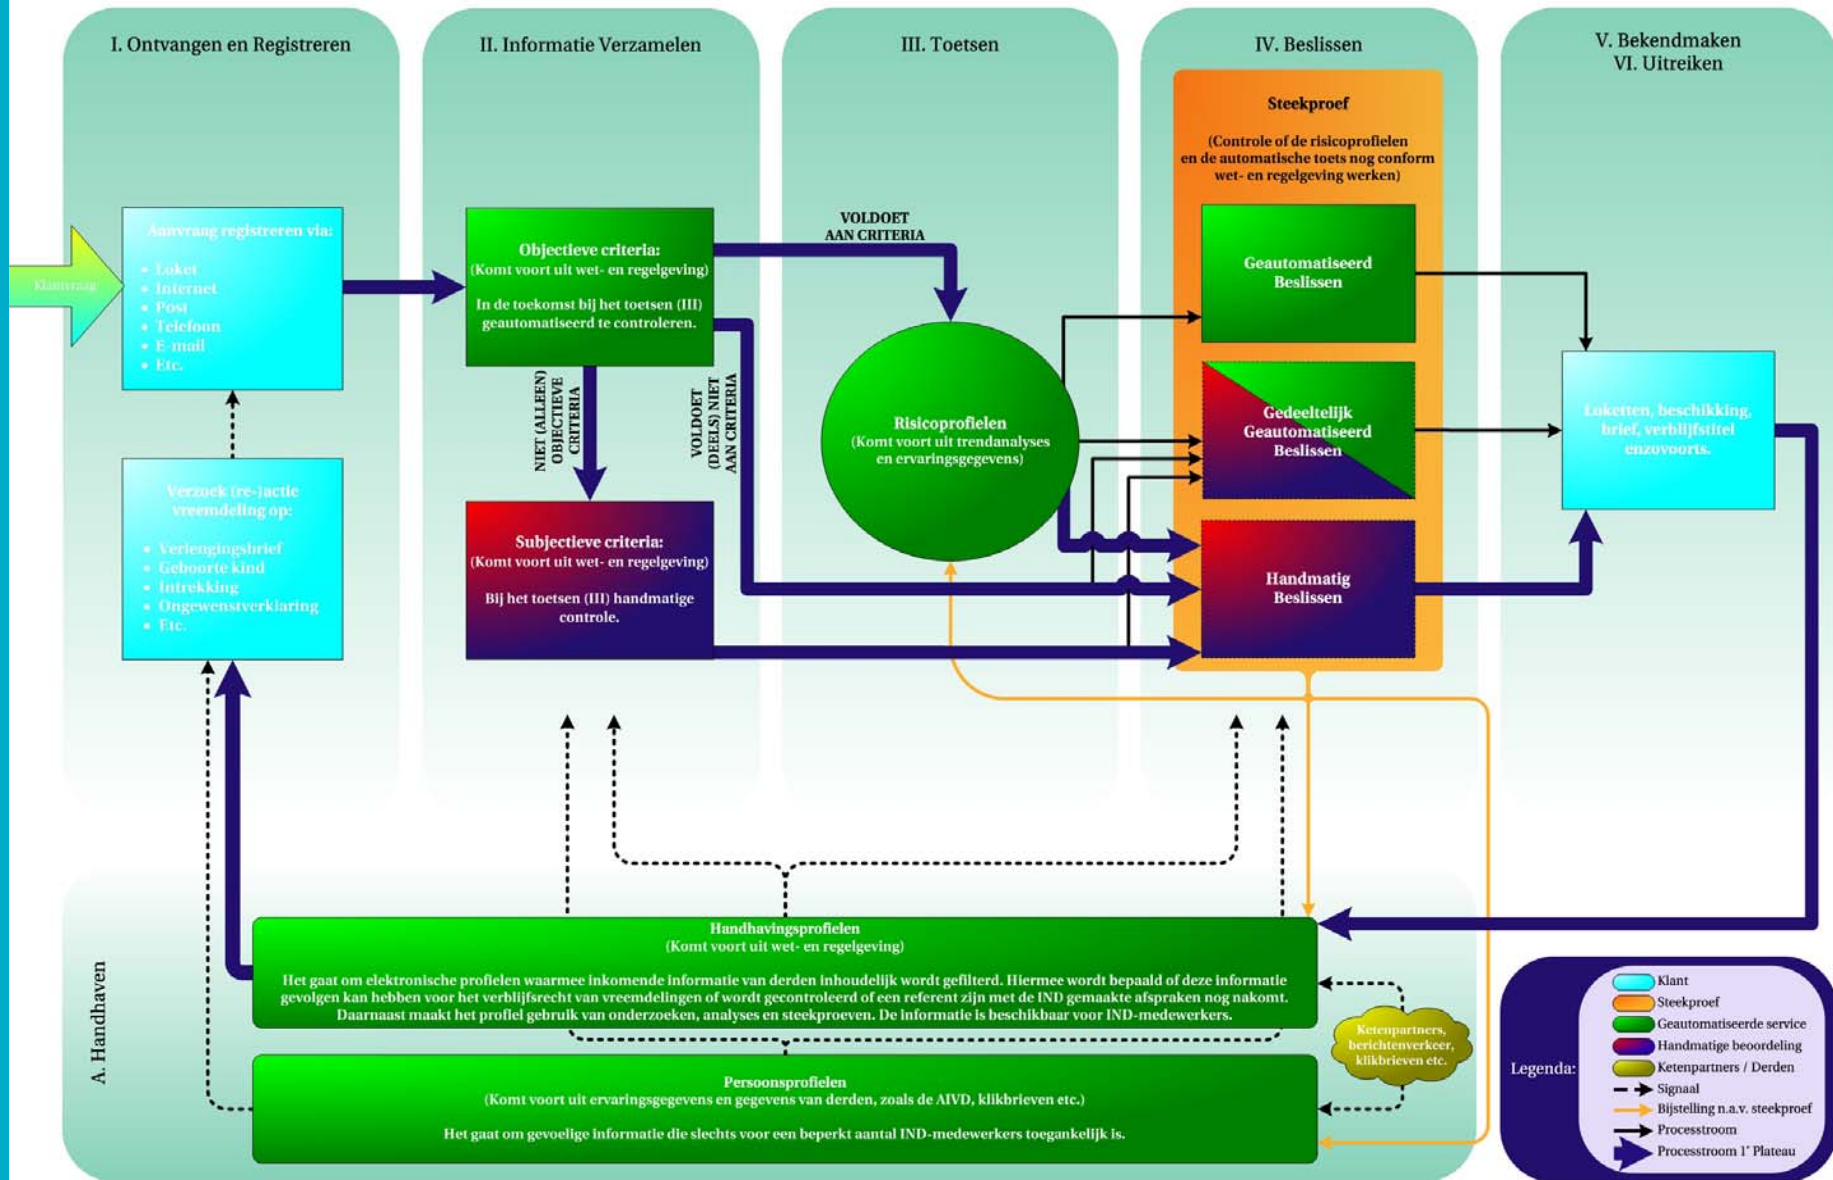 I. Ontvangen en Registreren
II. Informatie Verzamelen
III. Toetsen
IV. Beslissen
V. Bekendmaken
VI. Uitreiken
Klantvraag
Aanvraag registreren via:
• Loket
• Internet
• Post
• Telefoon
• E-mail
• Etc.
Verzoek (re-)actie
vreemdeling op:
• Verlengingsbrief
• Geboorte kind
• Intrekking
• Ongewenstverklaring
• Etc.
Objectieve criteria:
(Komt voort uit wet- en regelgeving)
In de toekomst bij het toetsen (III)
geautomatiseerd te controleren.
NIET (ALLEEN)
OBJECTIEVE
CRITERIA
VOLDOET
(DEELS) NIET
AAN CRITERIA
Subjectieve criteria:
(Komt voort uit wet- en regelgeving)
Bij het toetsen (III) handmatige
controle.
VOLDOET
AAN CRITERIA
Risicoprofielen
(Komt voort uit trendanalyses
en ervaringsgegevens)
Steekproef
(Controle of de risicoprofielen
en de automatische toets nog conform
wet- en regelgeving werken)
Geautomatiseerd
Beslissen
Gedeeltelijk
Geautomatiseerd
Beslissen
Handmatig
Beslissen
Loketten, beschikking,
brief, verblijfstitel
enzovoorts.
A. Handhaven
Handhavingsprofielen
(Komt voort uit wet- en regelgeving)
Het gaat om elektronische profielen waarmee inkomende informatie van derden inhoudelijk wordt gefilterd. Hiermee wordt bepaald of deze informatie
gevolgen kan hebben voor het verblijfsrecht van vreemdelingen of wordt gecontroleerd of een referent zijn met de IND gemaakte afspraken nog nakomt.
Daarnaast maakt het profiel gebruik van onderzoeken, analyses en steekproeven. De informatie is beschikbaar voor IND-medewerkers.
Persoonsprofielen
(Komt voort uit ervaringsgegevens en gegevens van derden, zoals de AIVD, klikbrieven etc.)
Het gaat om gevoelige informatie die slechts voor een beperkt aantal IND-medewerkers toegankelijk is.
Ketenpartners,
berichtenverkeer,
klikbrieven etc.
Legenda:
Klant
Steekproef
Geautomatiseerde service
Handmatige beoordeling
Ketenpartners / Derden
Signaal
Bijstelling n.a.v. steekproef
Processtroom
Processtroom 1ᵉ Plateau